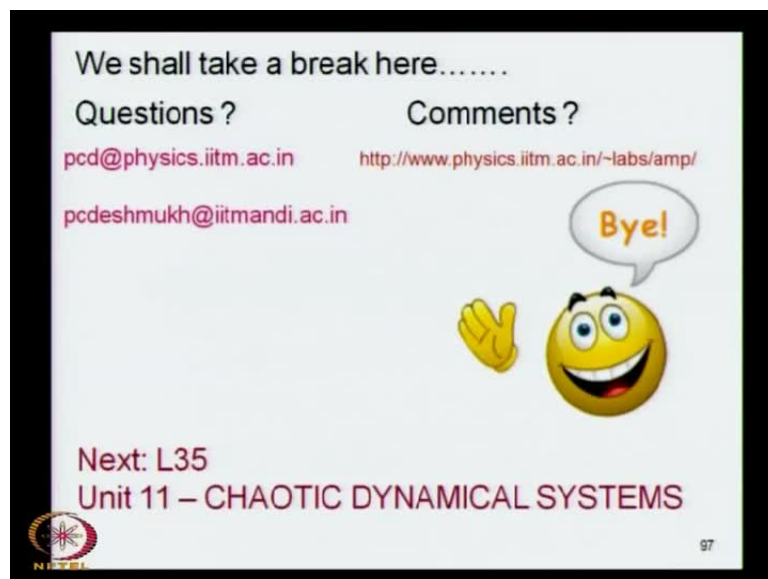 We shall take a break here.......
Questions ? Comments ?
pcd@physics.iitm.ac.in http://www.physics.iitm.ac.in/~labs/amp/
pcdeshmukh@iitmandi.ac.in
Bye!
Next: L35
Unit 11 – CHAOTIC DYNAMICAL SYSTEMS
97
NPTEL